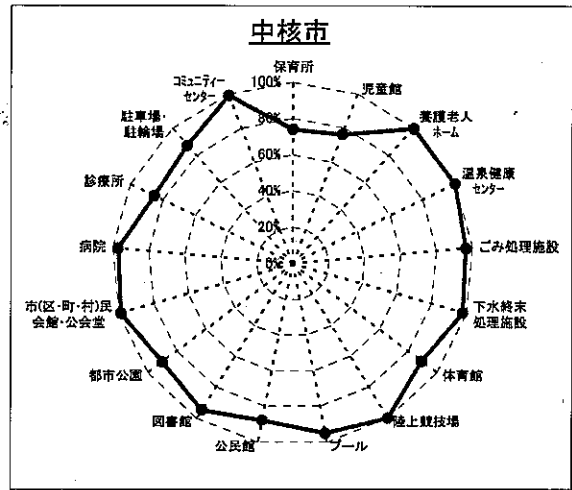 中核市
保育所
児童館
養護老人
ホーム
温泉健康
センター
ごみ処理施設
下水終末
処理施設
体育館
陸上競技場
プール
公民館
図書館
都市公園
市(区・町・村)民
会館・公会堂
病院
診療所
駐車場・
駐輪場
コミュニティー
センター
100%
80%
60%
40%
20%
0%